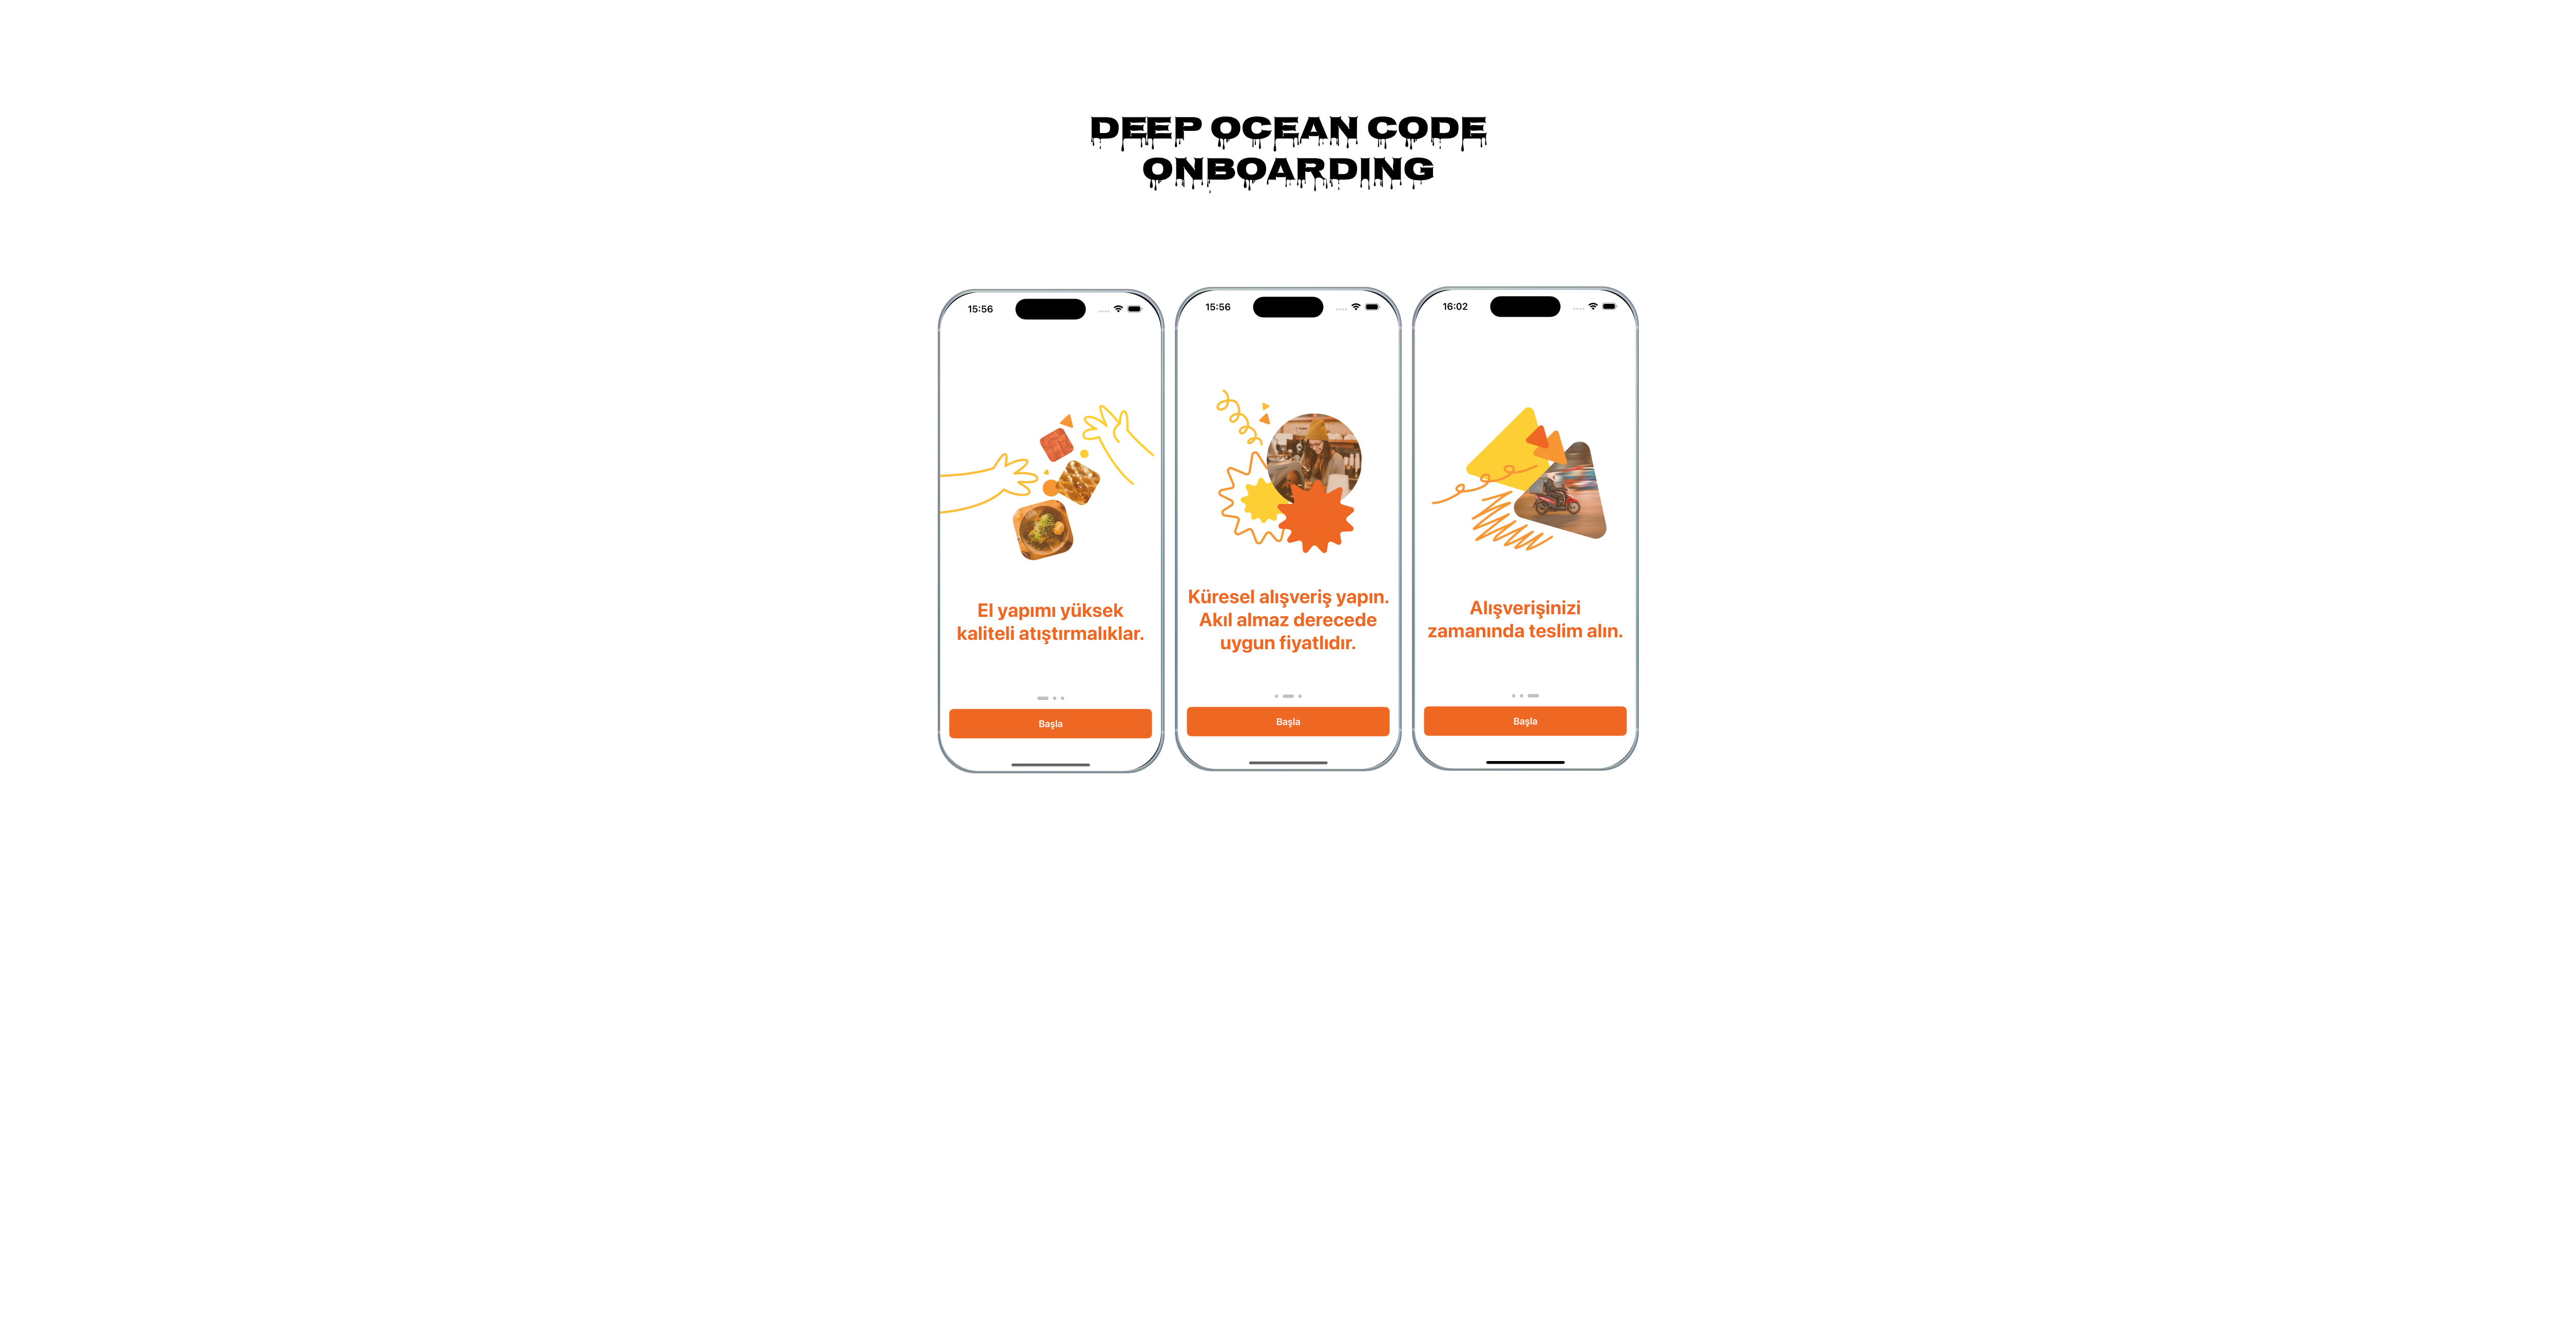 DEEP OCEAN CODE
ONBOARDING
15:56
El yapımı yüksek
kaliteli atıştırmalıklar.
Başla
15:56
Küresel alışveriş yapın.
Akıl almaz derecede
uygun fiyatlıdır.
Başla
16:02
Alışverişinizi
zamanında teslim alın.
Başla